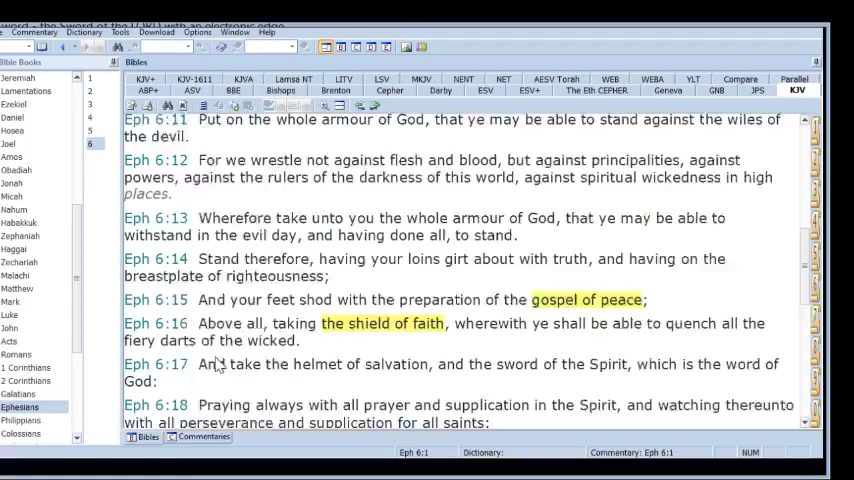 sword - the Sword of the LORD with an electronic edge
Commentary Dictionary Tools Download Options Window Help
Bible Books
Bibles
Jeremiah
Lamentations
Ezekiel
Daniel
Hosea
Joel
Amos
Obadiah
Jonah
Micah
Nahum
Habakkuk
Zephaniah
Haggai
Zechariah
Malachi
Matthew
Mark
Luke
John
Acts
Romans
1 Corinthians
2 Corinthians
Galatians
Ephesians
Philippians
Colossians
1
2
3
4
5
6
KJV+ KJV-1611 KJVA Lamsa NT LITV LSV MKJV NENT NET AESV Torah WEB WEBA YLT Compare Parallel
ABP+ ASV BBE Bishops Brenton Cepher Darby ESV ESV+ The Eth CEPHER Geneva GNB JPS KJV
Eph 6:11 Put on the whole armour of God, that ye may be able to stand against the wiles of
the devil.
Eph 6:12 For we wrestle not against flesh and blood, but against principalities, against
powers, against the rulers of the darkness of this world, against spiritual wickedness in high
places.
Eph 6:13 Wherefore take unto you the whole armour of God, that ye may be able to
withstand in the evil day, and having done all, to stand.
Eph 6:14 Stand therefore, having your loins girt about with truth, and having on the
breastplate of righteousness;
Eph 6:15 And your feet shod with the preparation of the gospel of peace;
Eph 6:16 Above all, taking the shield of faith, wherewith ye shall be able to quench all the
fiery darts of the wicked.
Eph 6:17 And take the helmet of salvation, and the sword of the Spirit, which is the word of
God:
Eph 6:18 Praying always with all prayer and supplication in the Spirit, and watching thereunto
with all perseverance and supplication for all saints;
Bibles Commentaries
Eph 6:1 Dictionary: Commentary: Eph 6:1 NUM